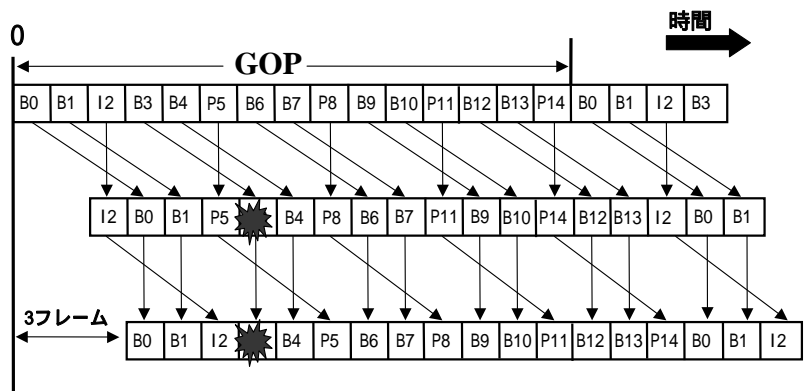 0
時間
GOP
B0 B1 I2 B3 B4 P5 B6 B7 P8 B9 B10 P11 B12 B13 P14 B0 B1 I2 B3
I2 B0 B1 P5 B4 P8 B6 B7 P11 B9 B10 P14 B12 B13 I2 B0 B1
3フレーム
B0 B1 I2 B4 P5 B6 B7 P8 B9 B10 P11 B12 B13 P14 B0 B1 I2